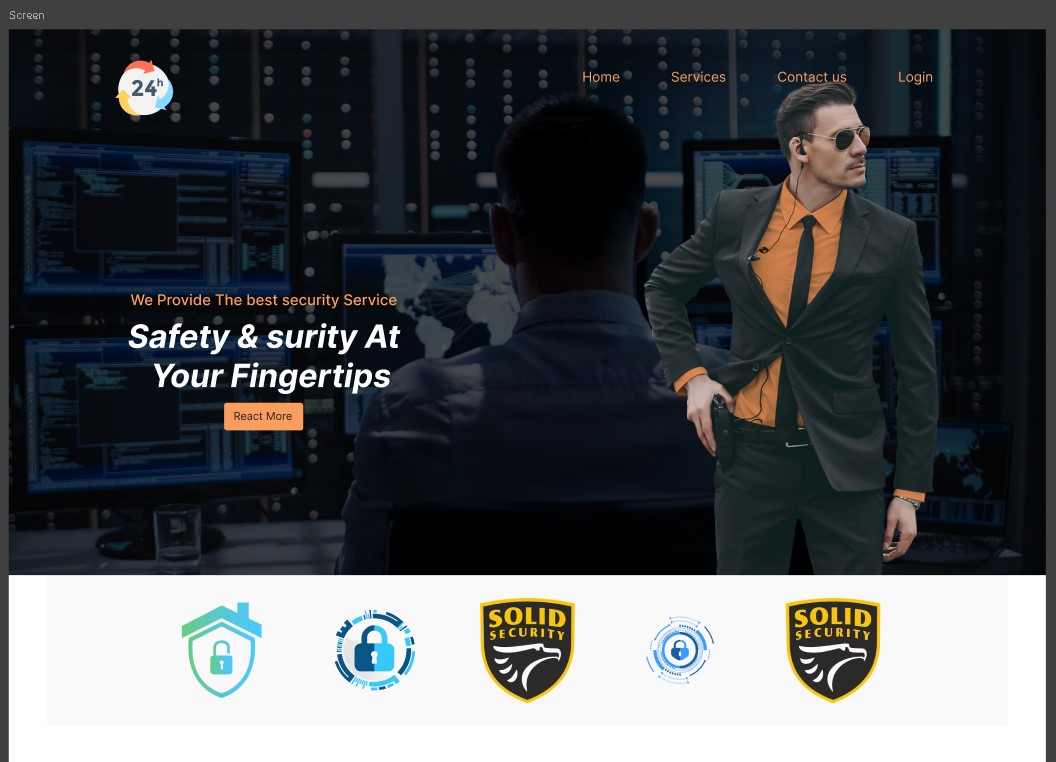 Screen
24h
Home
Services
Contact us
Login
We Provide The best security Service
Safety & surity At
Your Fingertips
React More
SOLID
SECURITY
SOLID
SECURITY